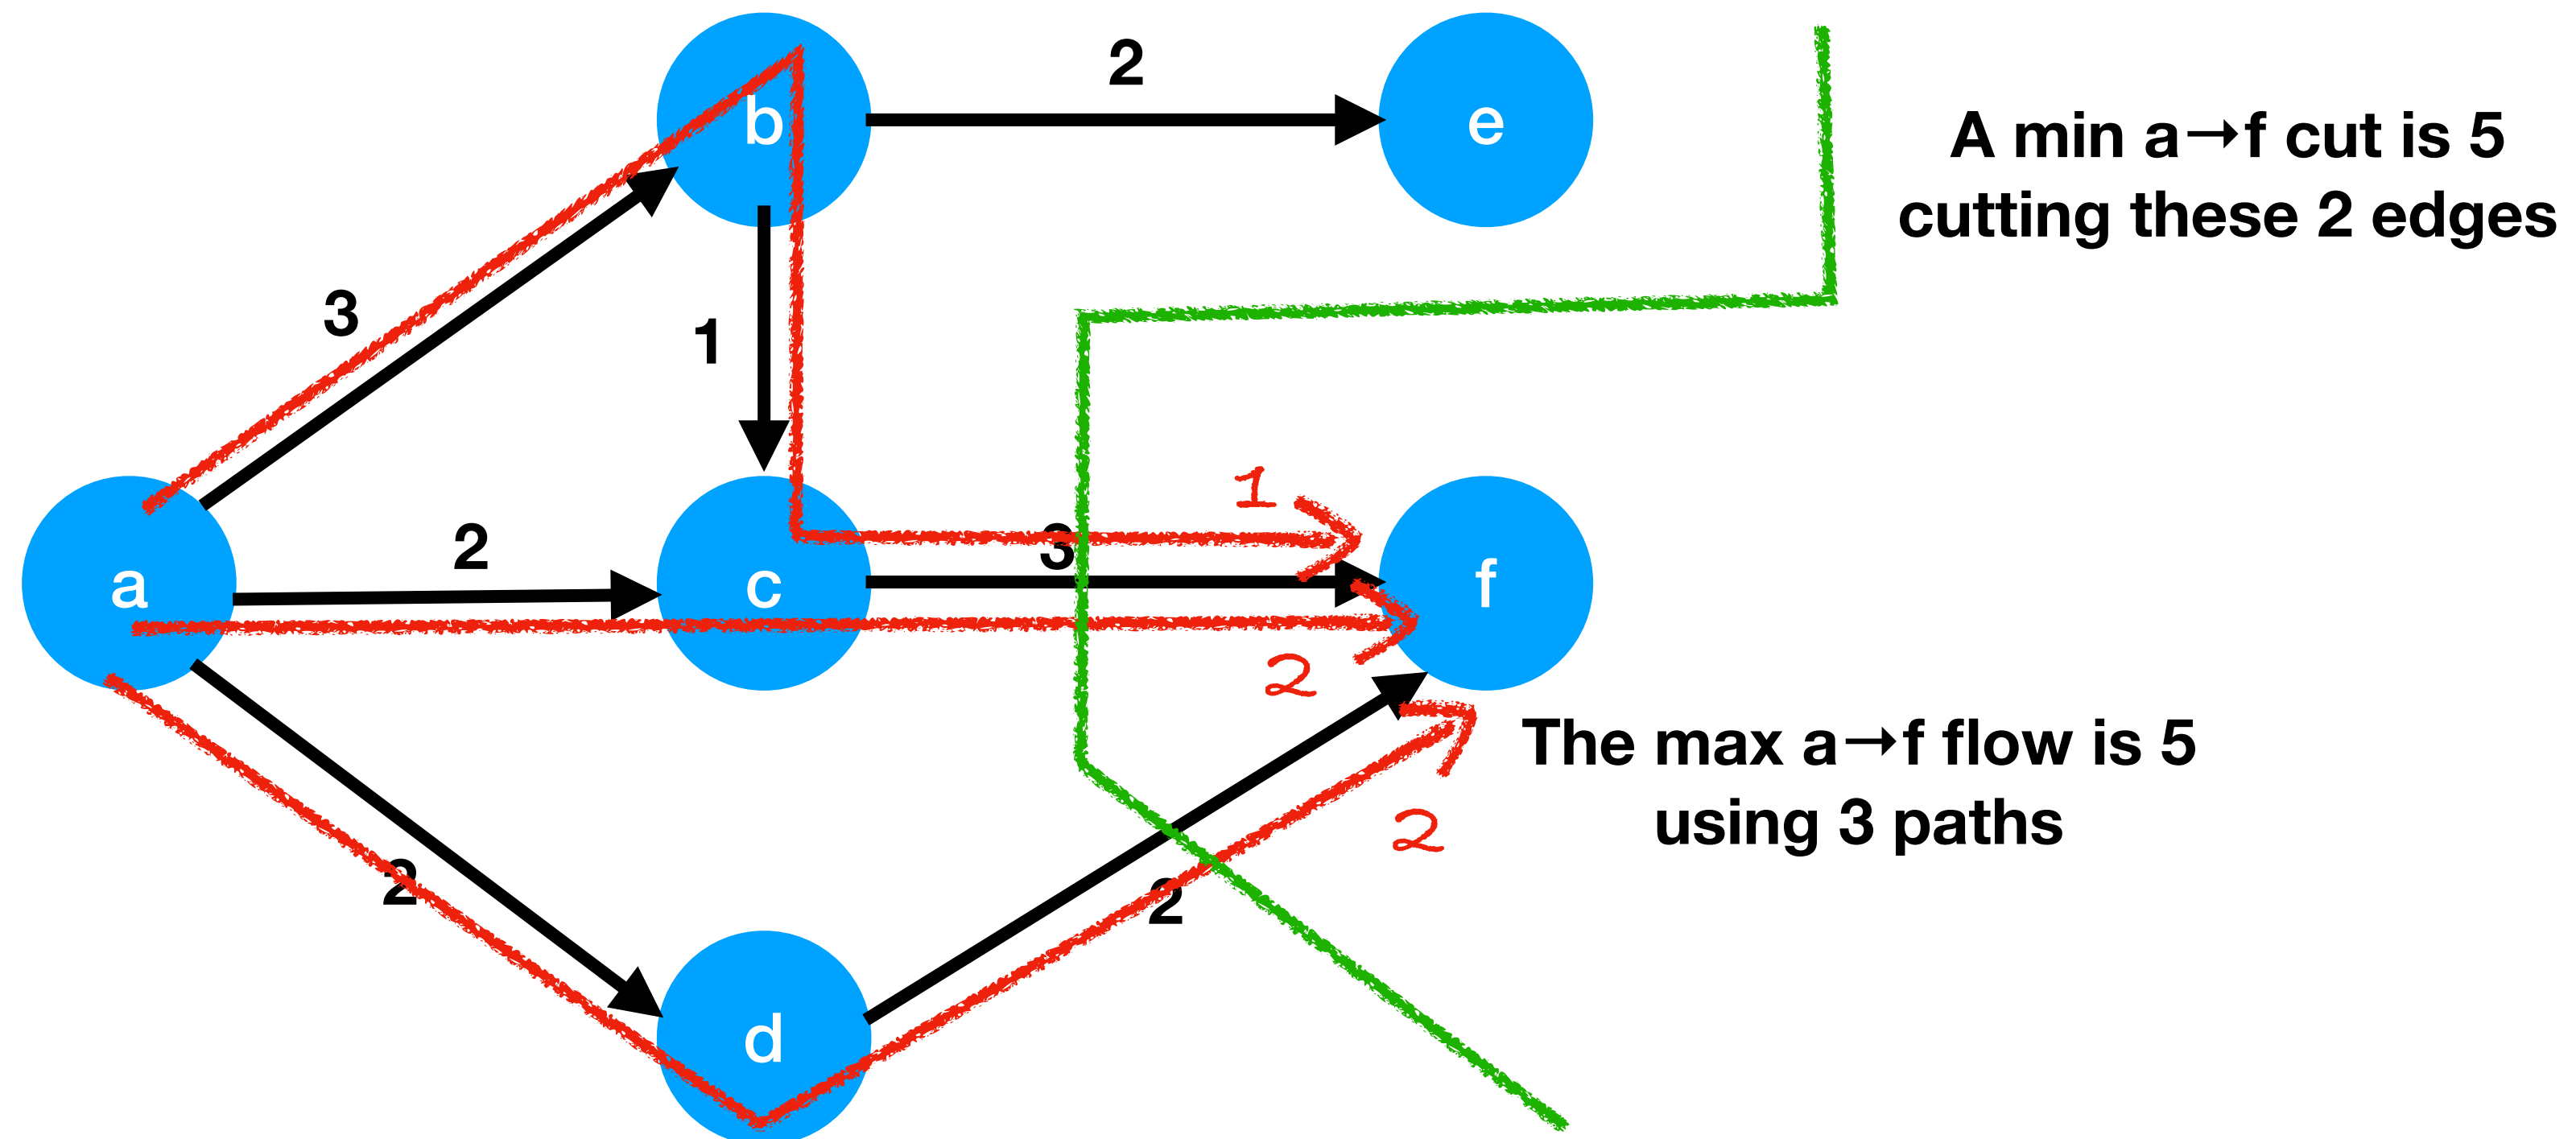 b
2
e
A min a→f cut is 5
cutting these 2 edges
3
1
a
2
c
3
1
f
2
The max a→f flow is 5
using 3 paths
2
2
2
d